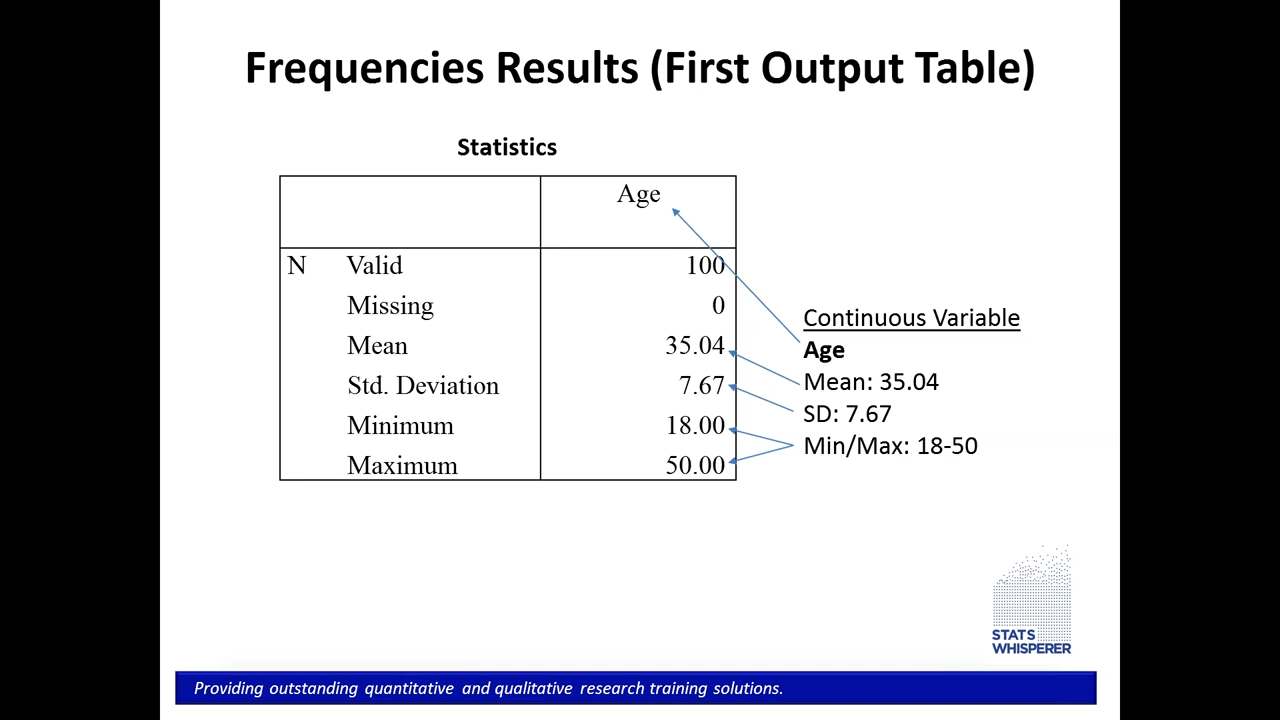 Frequencies Results (First Output Table)
Statistics
Age
N Valid 100
Missing 0
Mean 35.04
Std. Deviation 7.67
Minimum 18.00
Maximum 50.00
Continuous Variable
Age
Mean: 35.04
SD: 7.67
Min/Max: 18-50
STATS
WHISPERER
Providing outstanding quantitative and qualitative research training solutions.